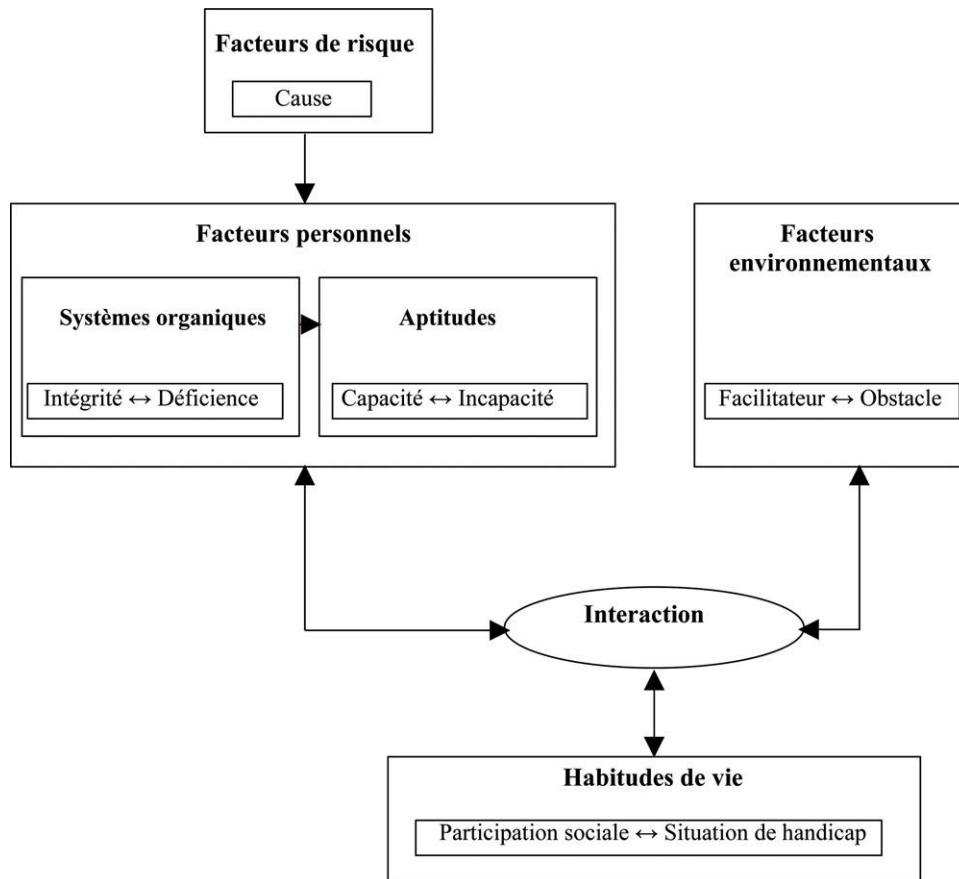 Facteurs de risque
Cause
Facteurs personnels
Systèmes organiques
Intégrité ↔ Déficience
Aptitudes
Capacité ↔ Incapacité
Facteurs
environnementaux
Facilitateur ↔ Obstacle
Interaction
Habitudes de vie
Participation sociale ↔ Situation de handicap